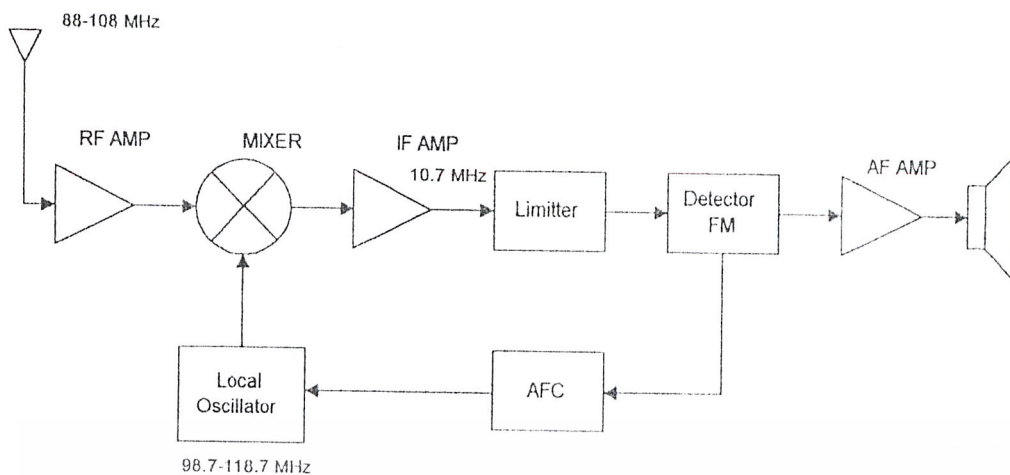 88-108 MHz
RF AMP
MIXER
IF AMP
10.7 MHz
Limitter
Detector
FM
AF AMP
Local
Oscillator
AFC
98.7-118.7 MHz